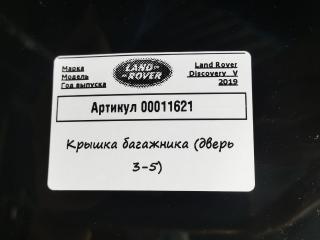 Марка LAND ROVER Land Rover
Модель Discovery V
Год выпуска 2019
Артикул 00011621
Крышка багажника (дверь
3-5)